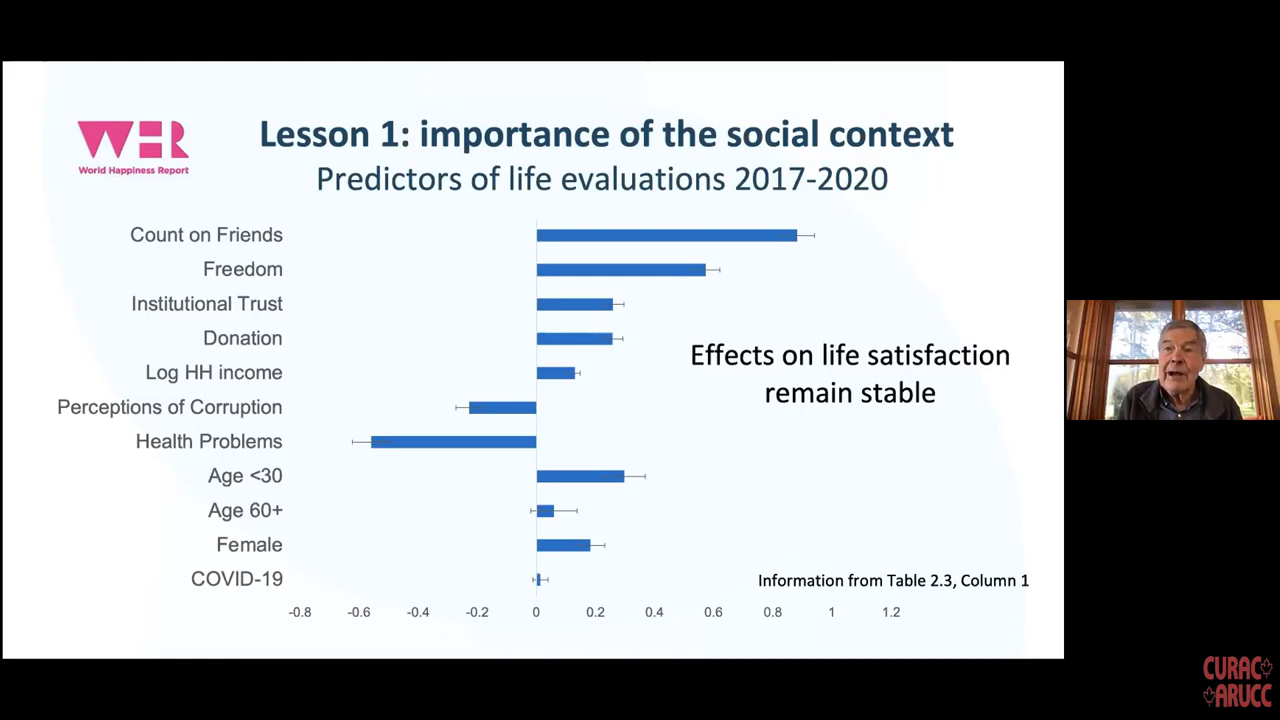 WHR
World Happiness Report
Lesson 1: importance of the social context
Predictors of life evaluations 2017-2020
Count on Friends
Freedom
Institutional Trust
Donation
Log HH income
Perceptions of Corruption
Health Problems
Age <30
Age 60+
Female
COVID-19
-0.8 -0.6 -0.4 -0.2 0 0.2 0.4 0.6 0.8 1 1.2
Effects on life satisfaction
remain stable
Information from Table 2.3, Column 1
CURAC
ARUCC